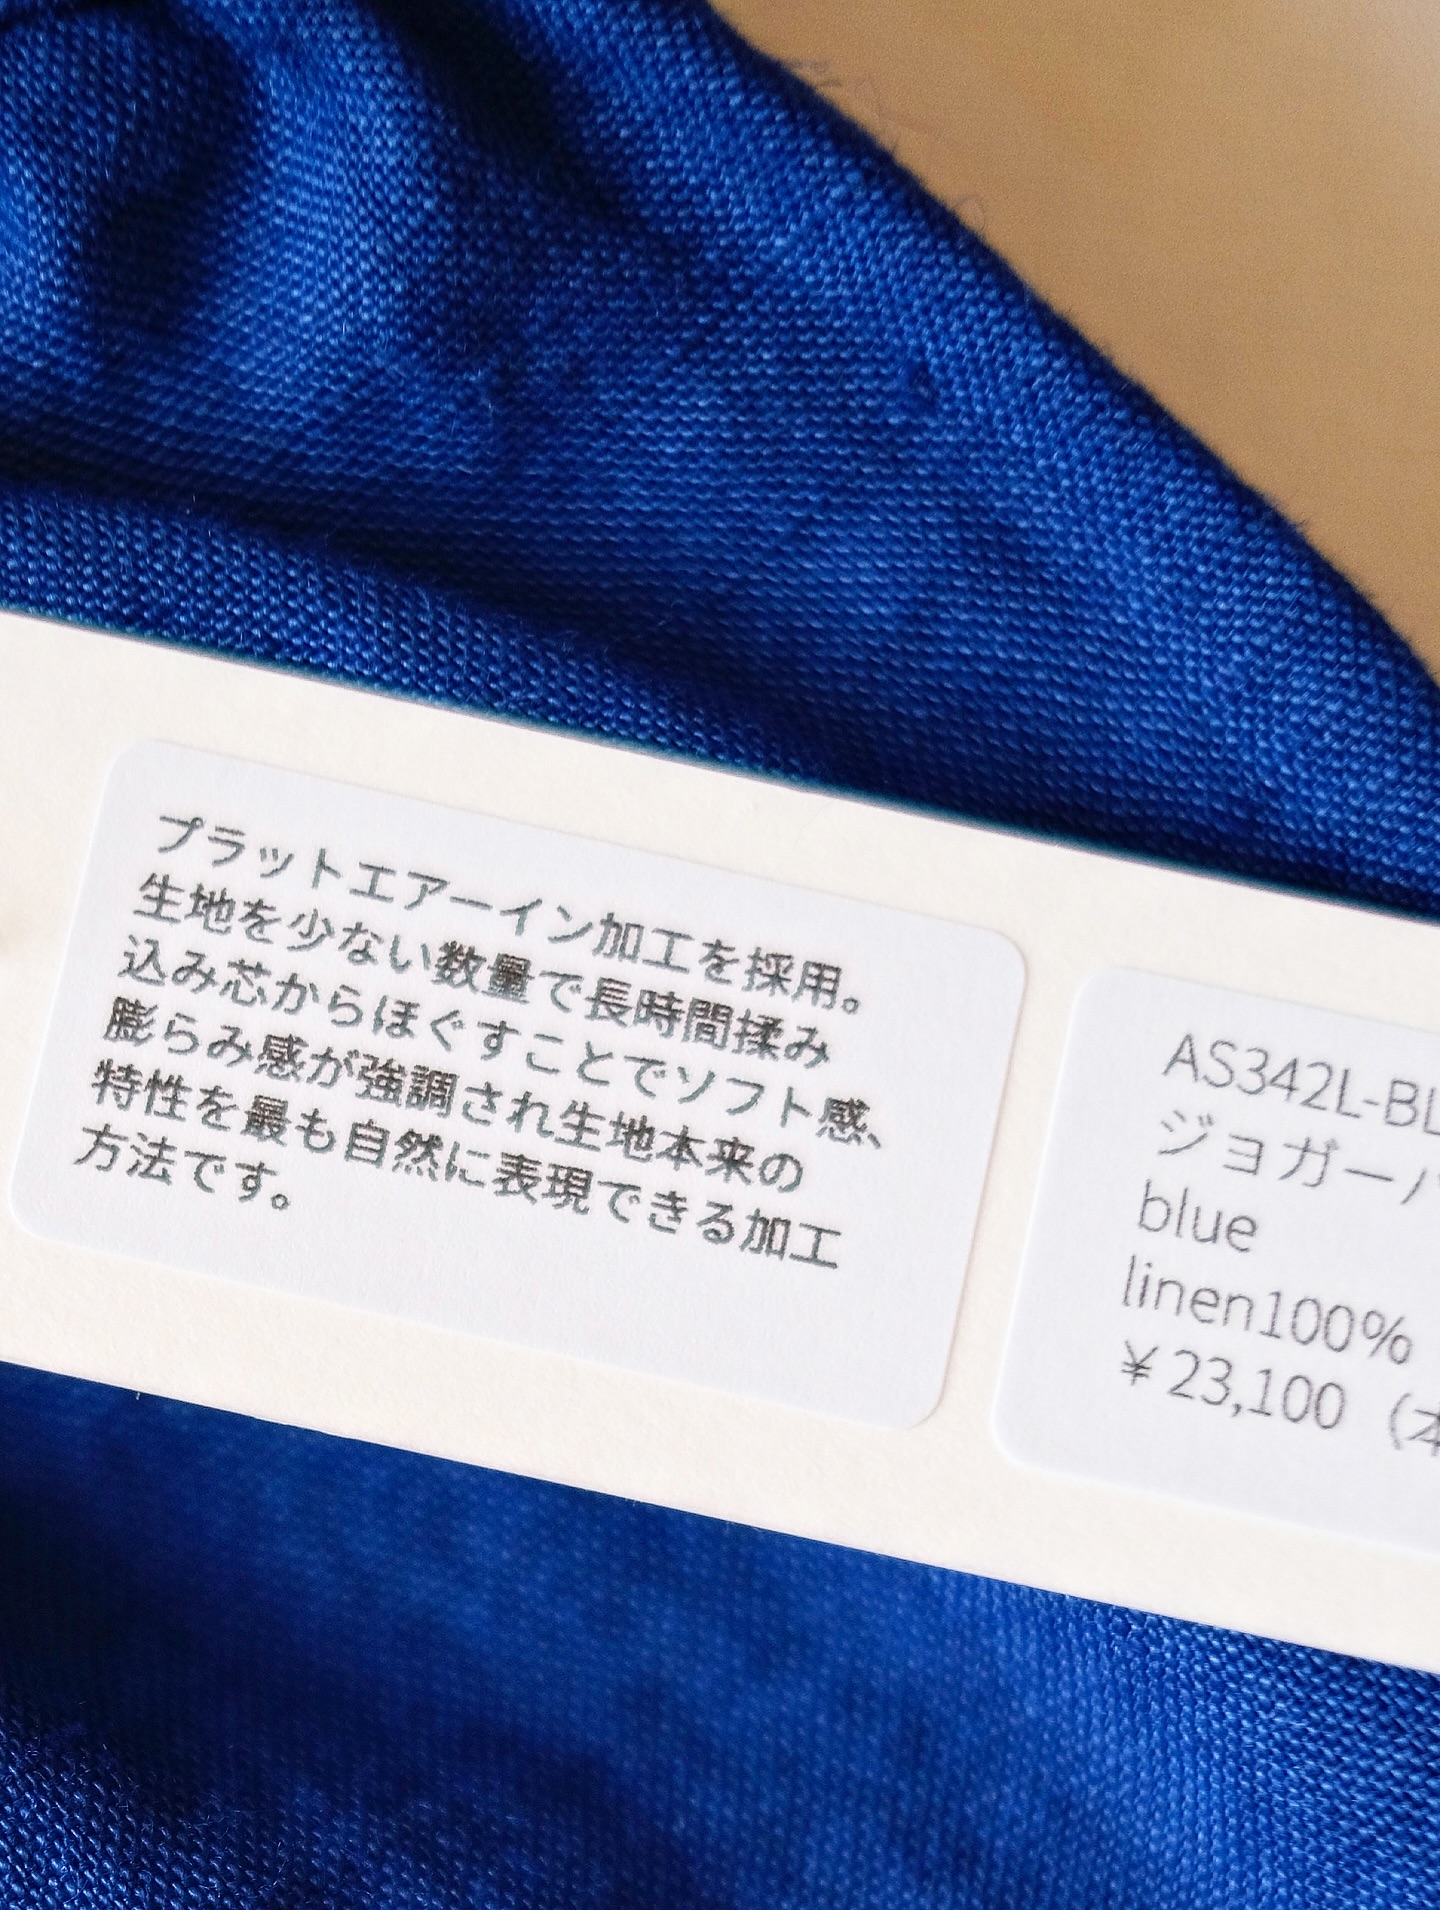 プラットエアーイン加工を採用。
生地を少ない数量で長時間揉み
込み芯からほぐすことでソフト感、
膨らみ感が強調され生地本来の
特性を最も自然に表現できる加工
方法です。
AS342L-BL
ジョガーパ
blue
linen100%
¥23,100（本